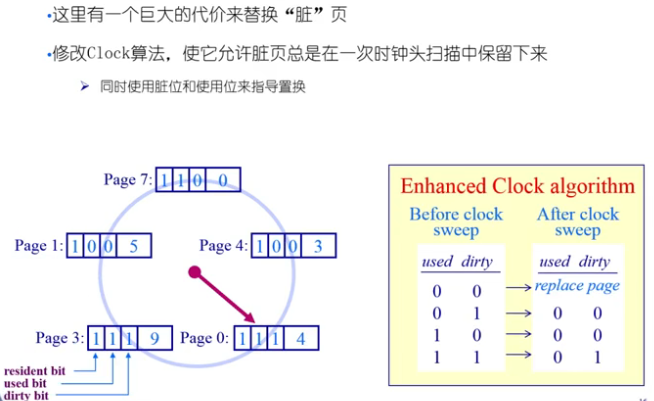 •这里有一个巨大的代价来替换“脏”页
•修改Clock算法，使它允许脏页总是在一次时钟头扫描中保留下来
➢ 同时使用脏位和使用位来指导置换
Page 7: 1 1 0 0
Page 1: 1 0 0 5
Page 4: 1 0 0 3
Page 3: 1 1 1 9
Page 0: 1 1 1 4
resident bit
used bit
dirty bit
Enhanced Clock algorithm
Before clock sweep After clock sweep
used dirty used dirty
0 0 → replace page
0 1 → 0 0
1 0 → 0 0
1 1 → 0 1